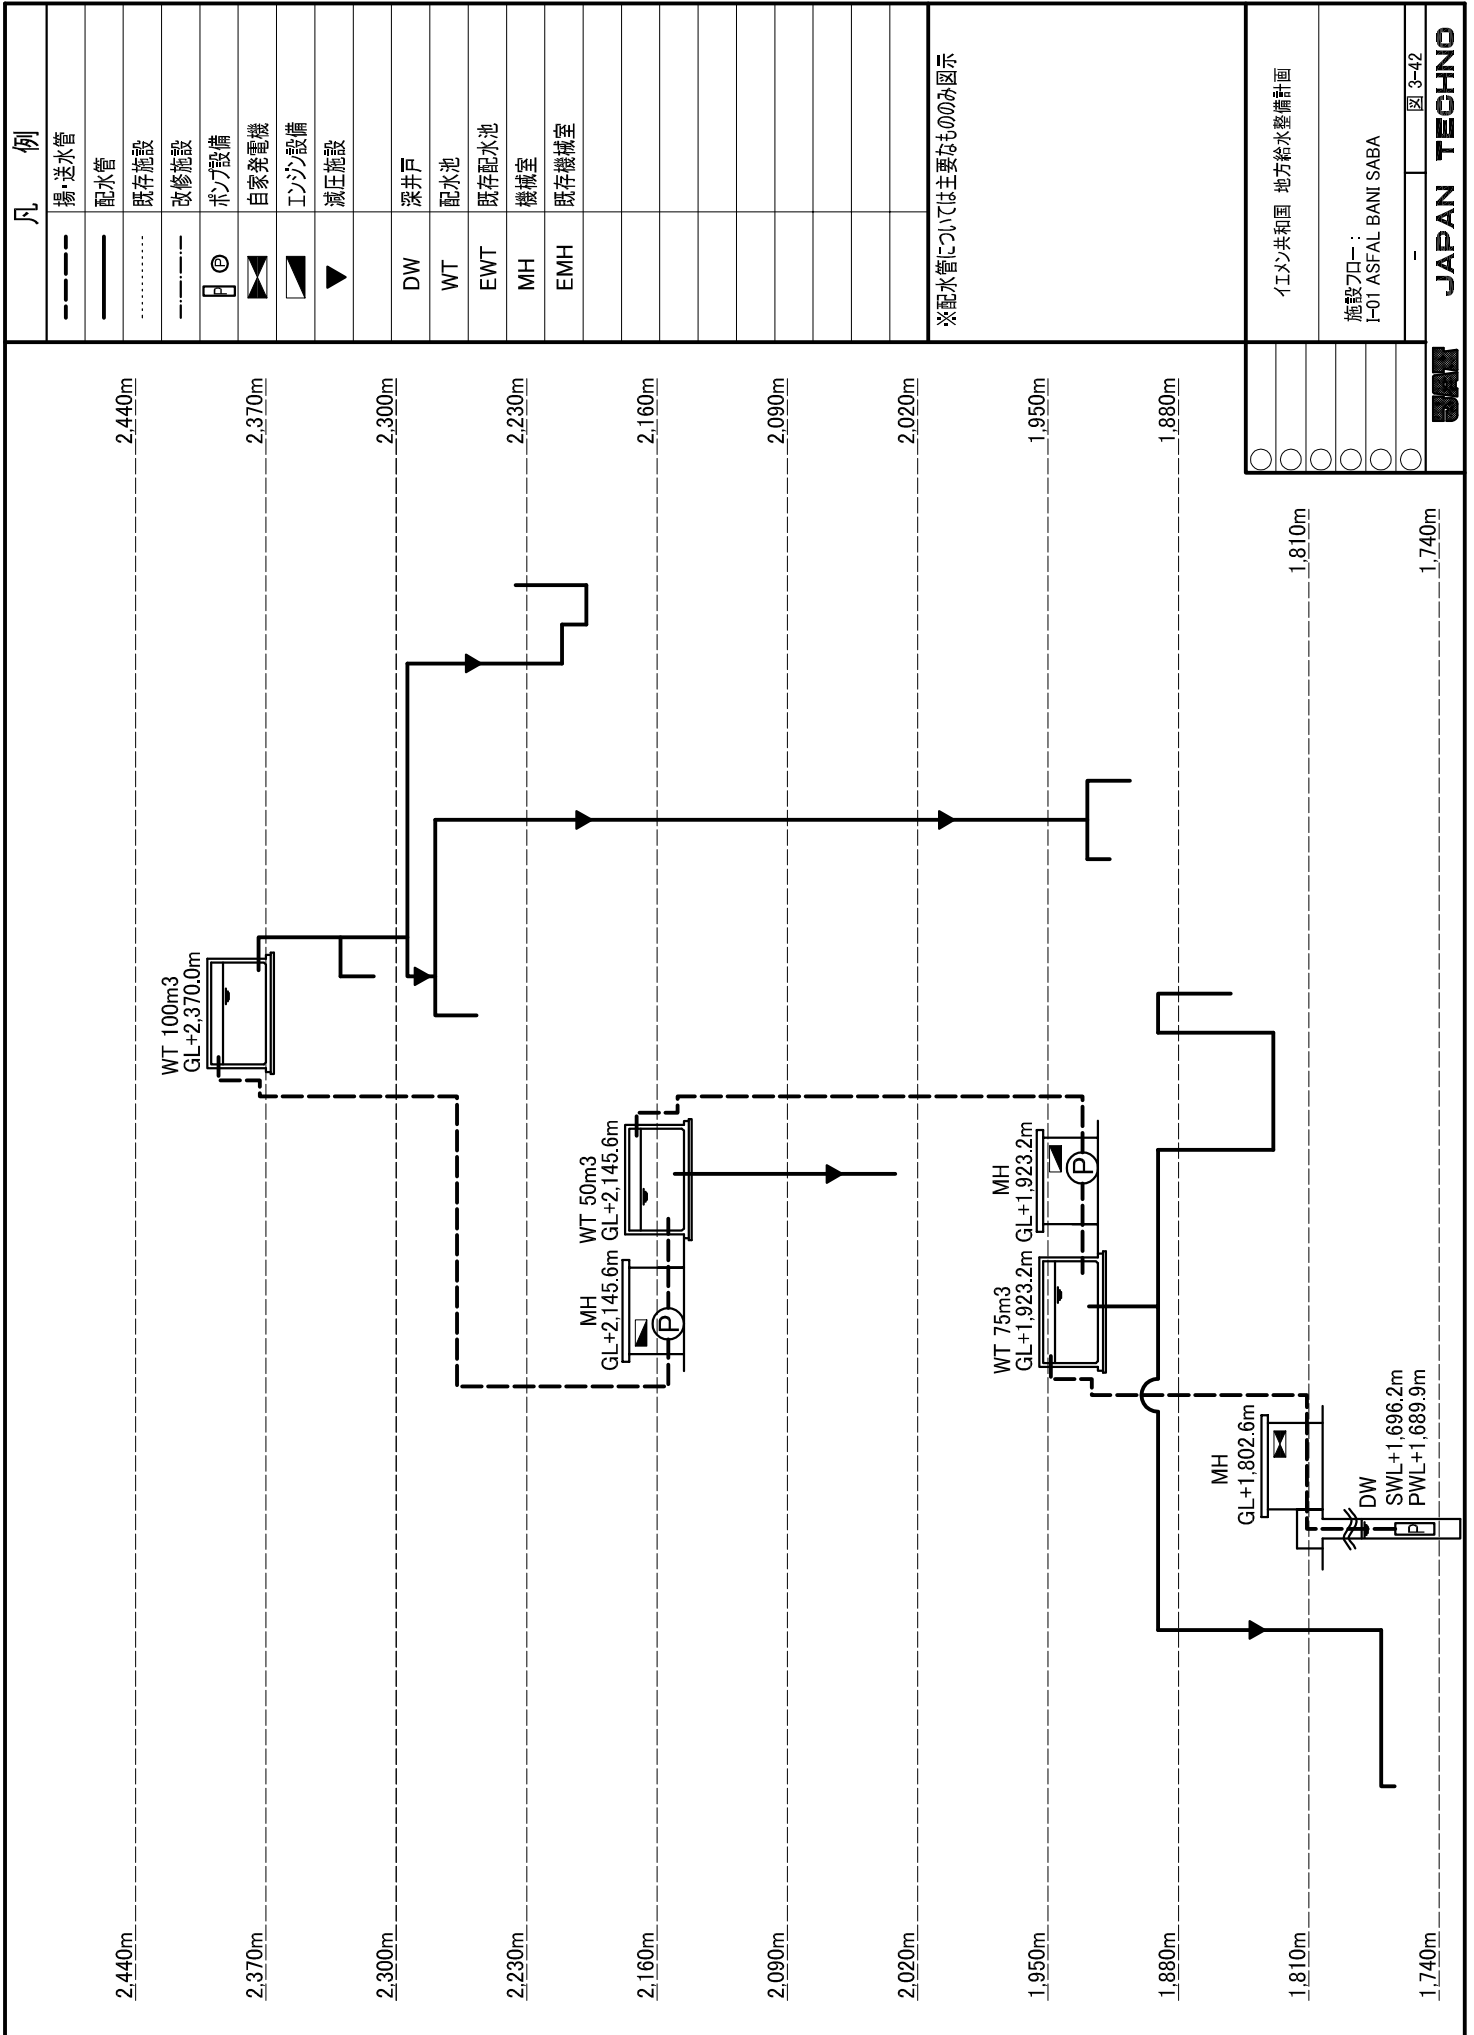 凡　例
揚・送水管
配水管
既存施設
改修施設
P P ポンプ設備
自家発電機
エンジン設備
減圧施設
DW 深井戸
WT 配水池
EWT 既存配水池
MH 機械室
EMH 既存機械室
※配水管については主要なもののみ図示
イエメン共和国　地方給水整備計画
施設フロー：
I-01 ASFAL BANI SABA
- 図 3-42
JAPAN TECHNO
2,440m 2,440m
2,370m 2,370m
2,300m 2,300m
2,230m 2,230m
2,160m 2,160m
2,090m 2,090m
2,020m 2,020m
1,950m 1,950m
1,880m 1,880m
1,810m 1,810m
1,740m 1,740m
WT 100m3
GL+2,370.0m
WT 50m3
GL+2,145.6m
MH
GL+2,145.6m
P
MH
GL+1,923.2m
P
WT 75m3
GL+1,923.2m
MH
GL+1,802.6m
DW
SWL+1,696.2m
PWL+1,689.9m
P